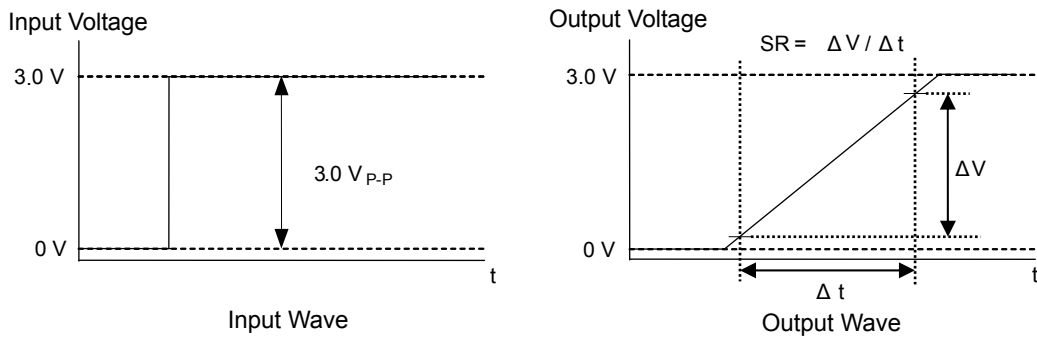 Input Voltage
3.0 V
3.0 V P-P
0 V
t
Input Wave
Output Voltage
SR = ΔV / Δt
3.0 V
ΔV
0 V
t
Δt
Output Wave